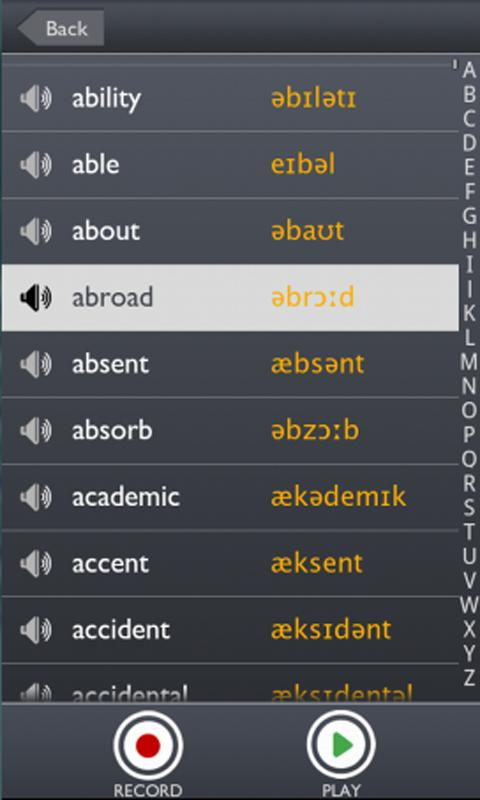 Back
ability əbɪlətɪ
able eɪbəl
about əbaʊt
abroad əbrɔːd
absent æbsənt
absorb əbzɔːb
academic ækədemɪk
accent æksent
accident æksɪdənt
accidental æksɪdentəl
A
B
C
D
E
F
G
H
I
J
K
L
M
N
O
P
Q
R
S
T
U
V
W
X
Y
Z
RECORD PLAY